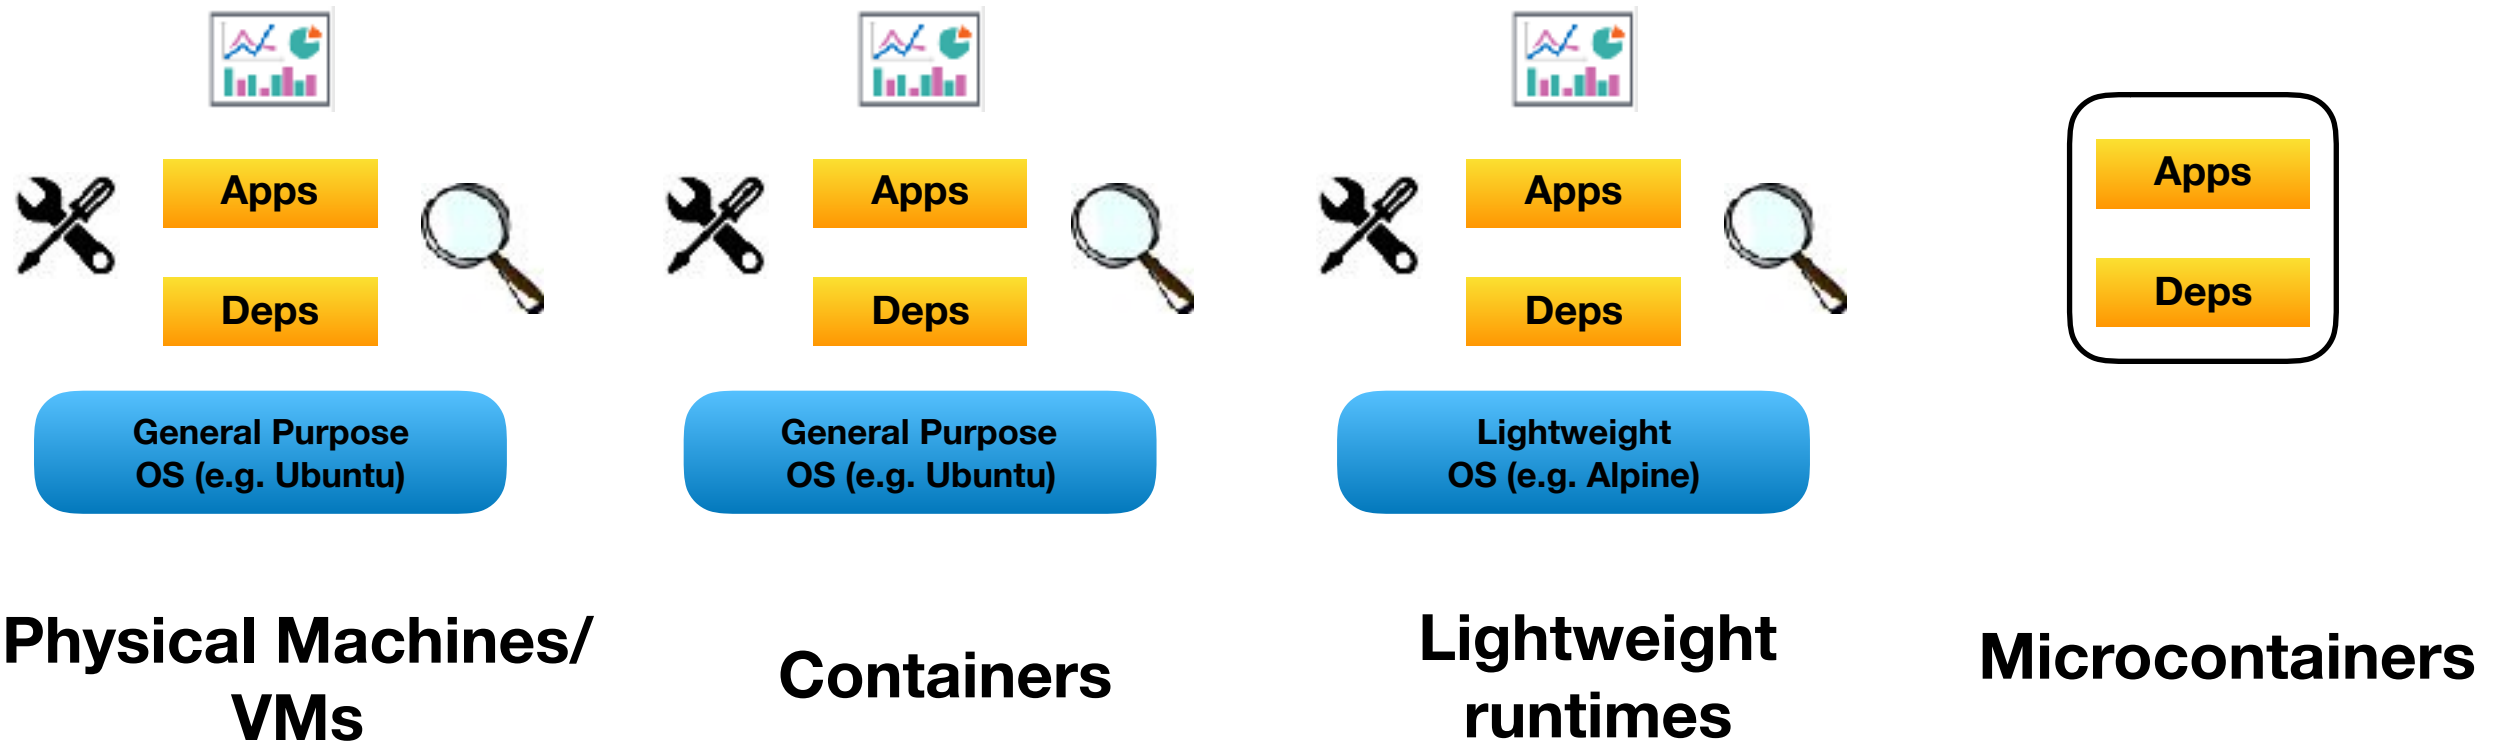 Apps
Deps
General Purpose
OS (e.g. Ubuntu)
Physical Machines/
VMs
Apps
Deps
General Purpose
OS (e.g. Ubuntu)
Containers
Apps
Deps
Lightweight
OS (e.g. Alpine)
Lightweight
runtimes
Apps
Deps
Microcontainers